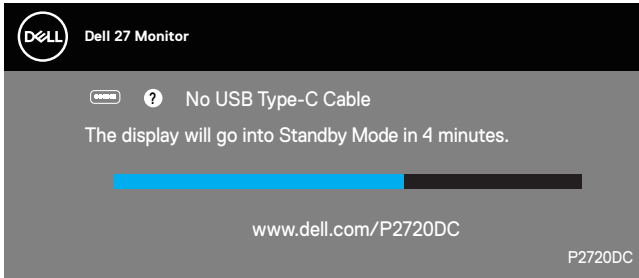 DELL
Dell 27 Monitor
? No USB Type-C Cable
The display will go into Standby Mode in 4 minutes.
www.dell.com/P2720DC
P2720DC